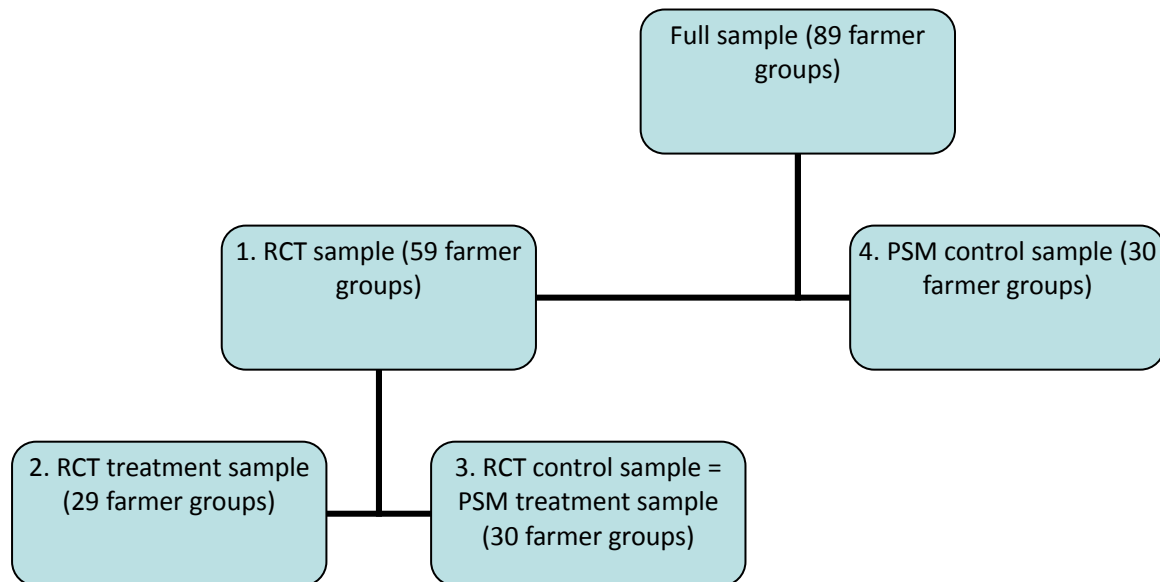 Full sample (89 farmer
groups)
1. RCT sample (59 farmer
groups)
4. PSM control sample (30
farmer groups)
2. RCT treatment sample
(29 farmer groups)
3. RCT control sample =
PSM treatment sample
(30 farmer groups)